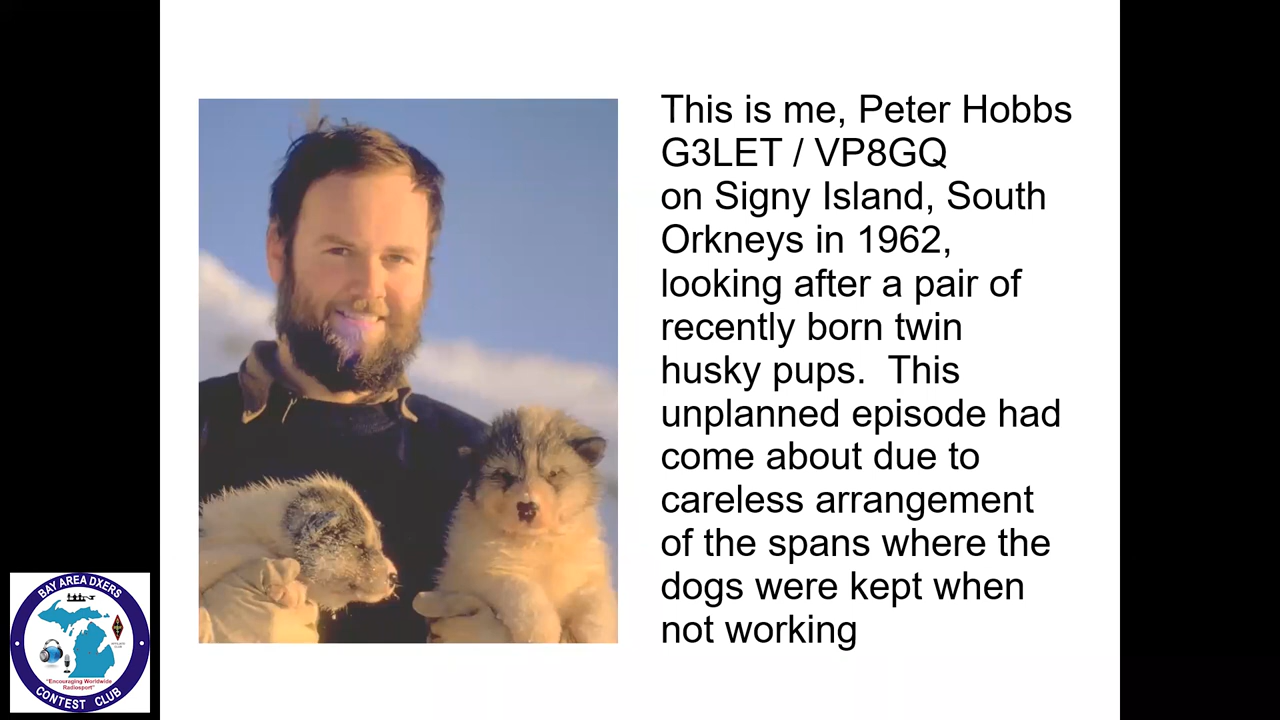 This is me, Peter Hobbs
G3LET / VP8GQ
on Signy Island, South
Orkneys in 1962,
looking after a pair of
recently born twin
husky pups.  This
unplanned episode had
come about due to
careless arrangement
of the spans where the
dogs were kept when
not working
BAY AREA DXERS
"Encouraging Worldwide
Radiosport"
CONTEST CLUB